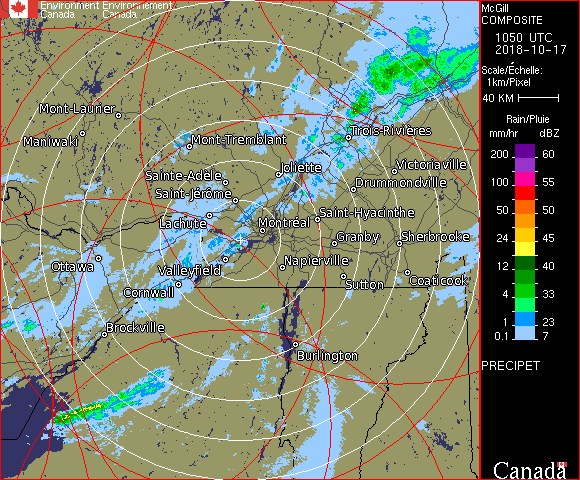 Environment Environnement
Canada Canada
McGill
COMPOSITE
1050 UTC
2018-10-17
Scale/Échelle:
1km/Pixel
40 KM
Rain/Pluie
mm/hr dBZ
200 60
100 55
50 50
24 45
12 40
4 33
1 30
0.5 23
0.1 7
PRECIPET
Canada
Mont-Laurier
Maniwaki
Mont-Tremblant
Trois-Rivières
Sainte-Adèle
Joliette
Victoriaville
Saint-Jérôme
Drummondville
Lachute
Montréal
Saint-Hyacinthe
Granby
Sherbrooke
Ottawa
Valleyfield
Napierville
Cornwall
Sutton
Coaticook
Brockville
Burlington